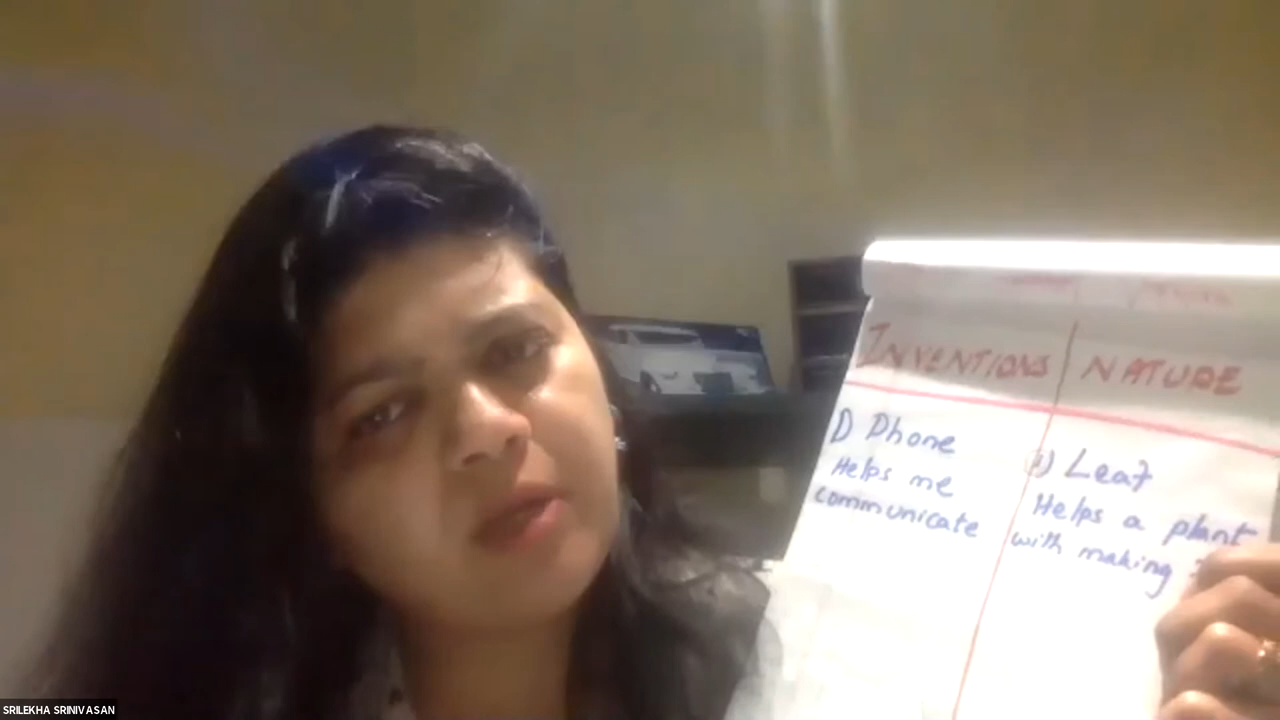 INVENTIONS NATURE
1) Phone
Helps me
communicate
1) Leaf
Helps a plant
with making
SRILEKHA SRINIVASAN